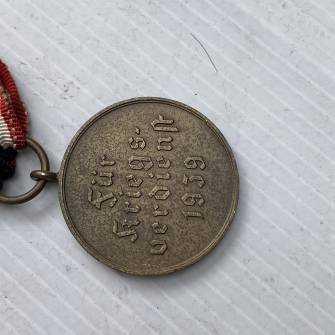 Für
Kriegs-
verdienst
1939